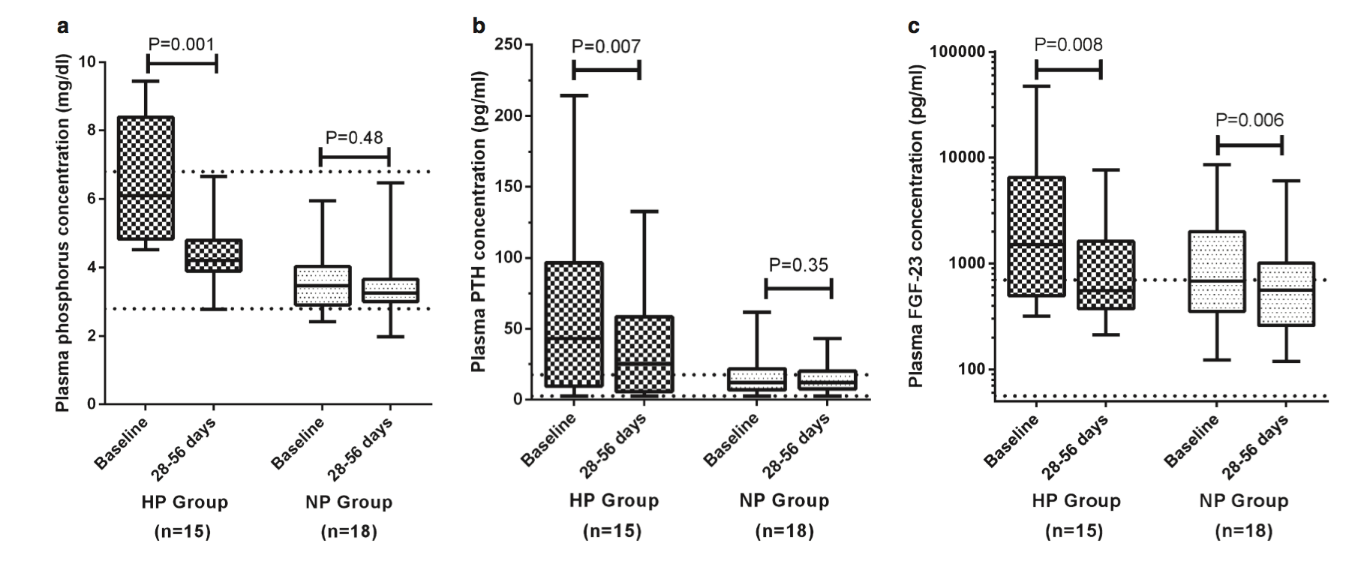 a
P=0.001
P=0.48
Plasma phosphorus concentration (mg/dl)
10
8
6
4
2
0
Baseline
28-56 days
Baseline
28-56 days
HP Group
(n=15)
NP Group
(n=18)
b
P=0.007
P=0.35
Plasma PTH concentration (pg/ml)
250
200
150
100
50
0
Baseline
28-56 days
Baseline
28-56 days
HP Group
(n=15)
NP Group
(n=18)
c
P=0.008
P=0.006
Plasma FGF-23 concentration (pg/ml)
100000
10000
1000
100
Baseline
28-56 days
Baseline
28-56 days
HP Group
(n=15)
NP Group
(n=18)